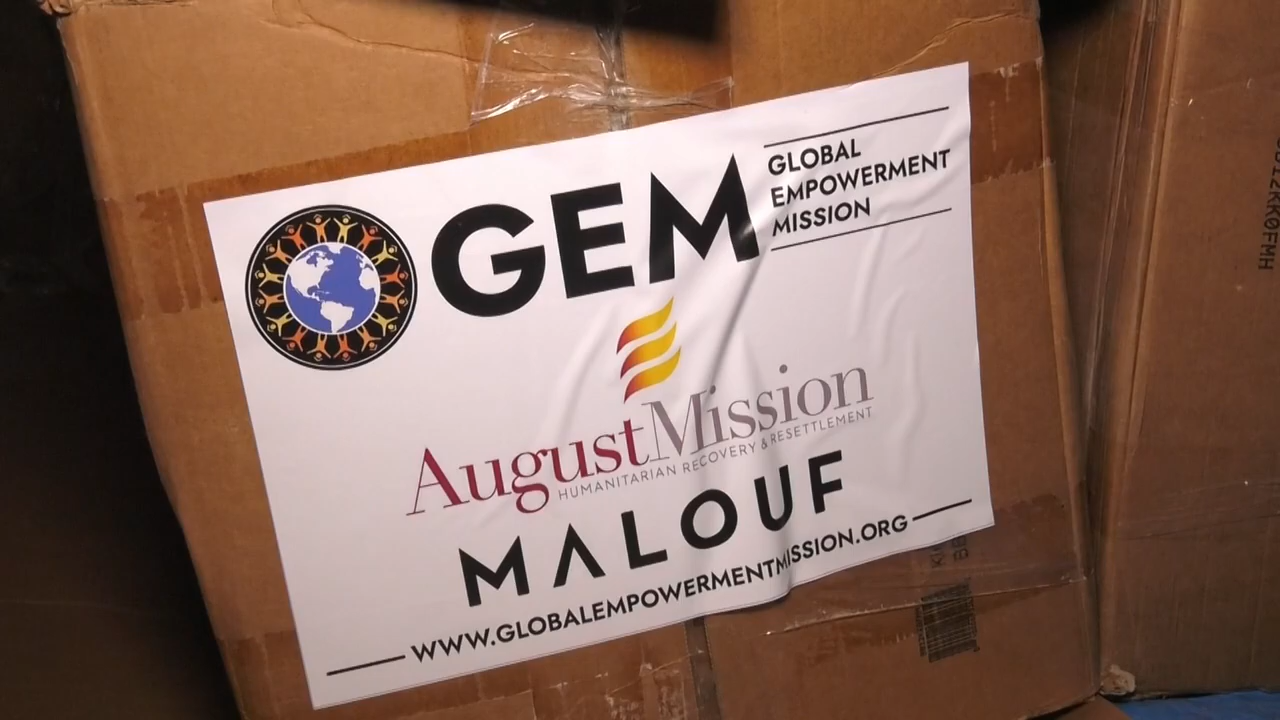 GEM
GLOBAL
EMPOWERMENT
MISSION
AugustMission
HUMANITARIAN RECOVERY & RESETTLEMENT
MALOUF
WWW.GLOBALEMPOWERMENTMISSION.ORG